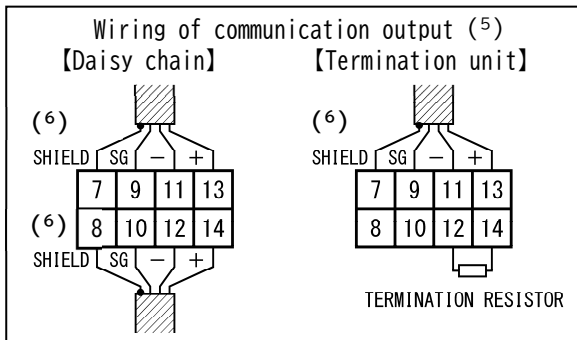 Wiring of communication output (5)
【Daisy chain】 【Termination unit】
(6) (6)
SHIELD SG − + SHIELD SG − +
7 9 11 13 7 9 11 13
(6) 8 10 12 14 8 10 12 14
SHIELD SG − +
TERMINATION RESISTOR